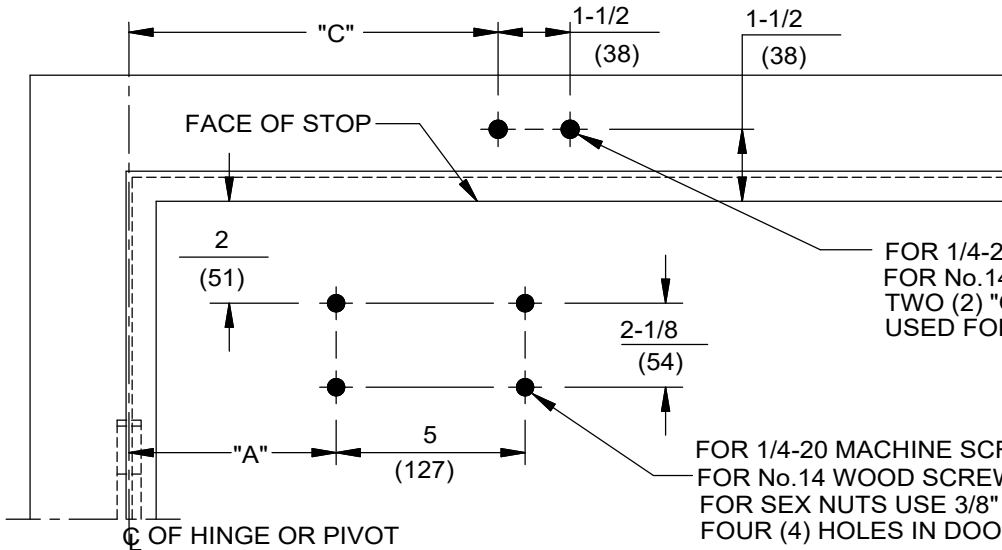 "C"
1-1/2
(38)
1-1/2
(38)
FACE OF STOP
2
(51)
FOR 1/4-2
FOR No.14
TWO (2) "
USED FO
2-1/8
(54)
"A"
5
(127)
FOR 1/4-20 MACHINE SCR
FOR No.14 WOOD SCREW
FOR SEX NUTS USE 3/8"
FOUR (4) HOLES IN DOO
℄ OF HINGE OR PIVOT